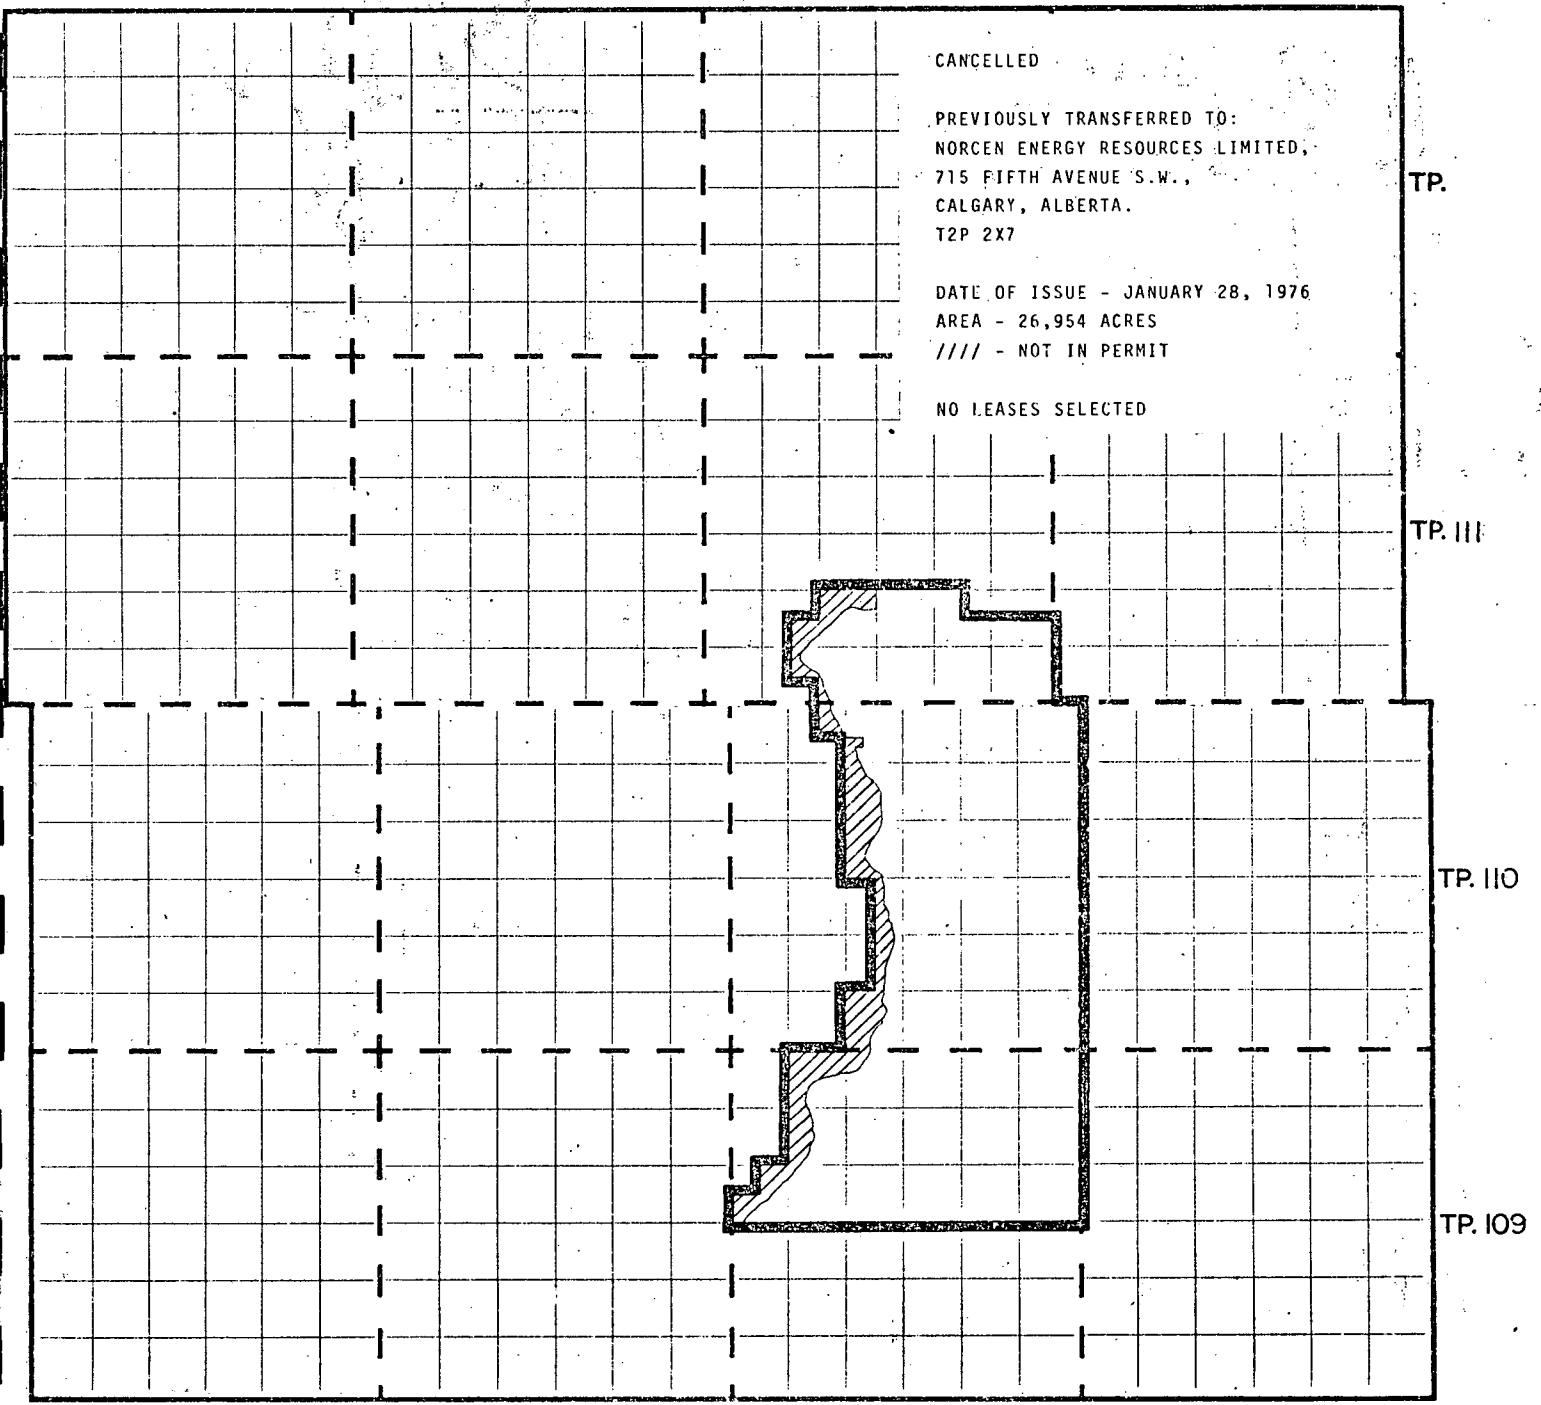 CANCELLED
PREVIOUSLY TRANSFERRED TO:
NORCEN ENERGY RESOURCES LIMITED,
715 FIFTH AVENUE S.W.,
CALGARY, ALBERTA.
T2P 2X7
DATE OF ISSUE - JANUARY 28, 1976
AREA - 26,954 ACRES
//// - NOT IN PERMIT
NO LEASES SELECTED
TP.
TP. 111
TP. 110
TP. 109